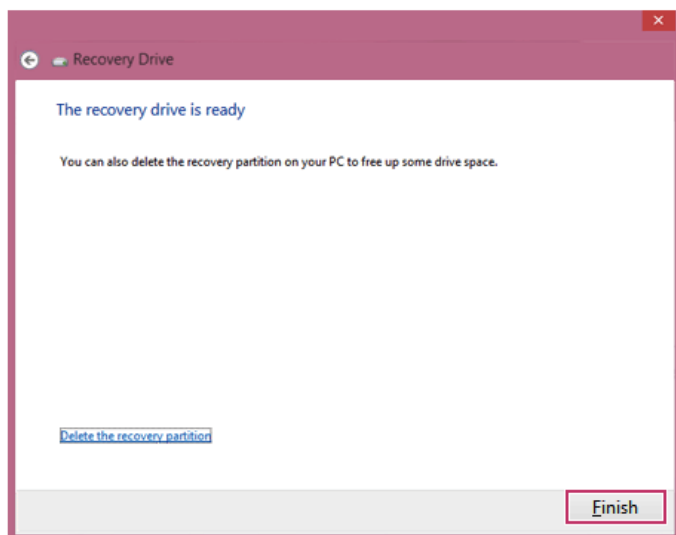 Recovery Drive
The recovery drive is ready
You can also delete the recovery partition on your PC to free up some drive space.
Delete the recovery partition
Finish